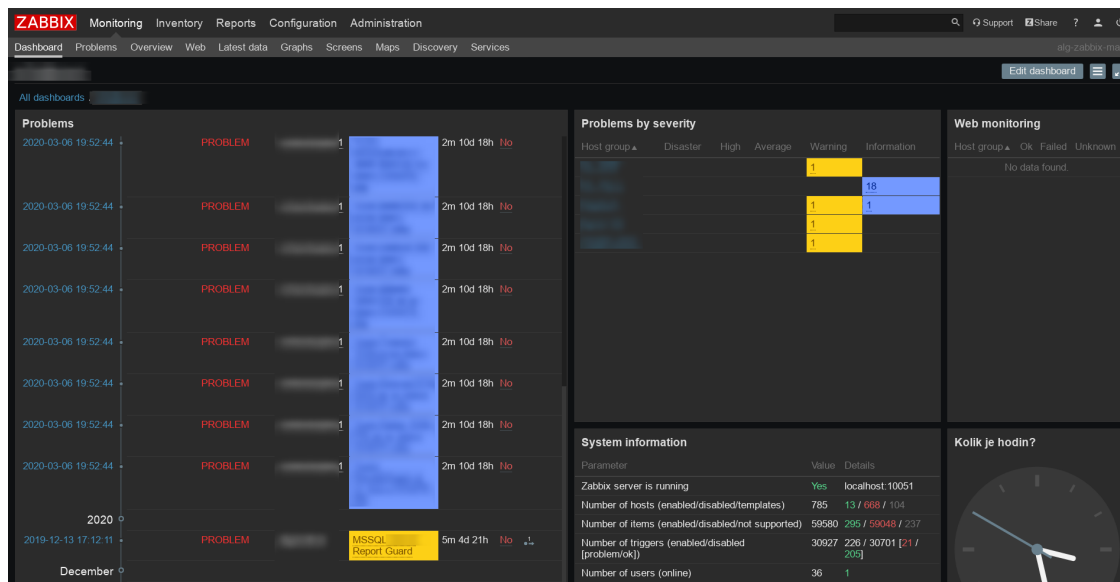 ZABBIX Monitoring Inventory Reports Configuration Administration Support Share ?
Dashboard Problems Overview Web Latest data Graphs Screens Maps Discovery Services alg-zabbix-ma
Edit dashboard
All dashboards /
Problems
2020-03-06 19:52:44 PROBLEM 1 2m 10d 18h No
2020-03-06 19:52:44 PROBLEM 1 2m 10d 18h No
2020-03-06 19:52:44 PROBLEM 1 2m 10d 18h No
2020-03-06 19:52:44 PROBLEM 1 2m 10d 18h No
2020-03-06 19:52:44 PROBLEM 1 2m 10d 18h No
2020-03-06 19:52:44 PROBLEM 1 2m 10d 18h No
2020-03-06 19:52:44 PROBLEM 1 2m 10d 18h No
2020-03-06 19:52:44 PROBLEM 1 2m 10d 18h No
2020
2019-12-13 17:12:11 PROBLEM MSSQL 5m 4d 21h No 1
Report Guard
December
Problems by severity
Host group Disaster High Average Warning Information
1
18
1 1
1
1
Web monitoring
Host group Ok Failed Unknown
No data found.
System information
Parameter Value Details
Zabbix server is running Yes localhost:10051
Number of hosts (enabled/disabled/templates) 785 13 / 668 / 104
Number of items (enabled/disabled/not supported) 59580 295 / 59048 / 237
Number of triggers (enabled/disabled 30927 226 / 30701 [21 /
[problem/ok]) 205]
Number of users (online) 36 1
Kolik je hodin?